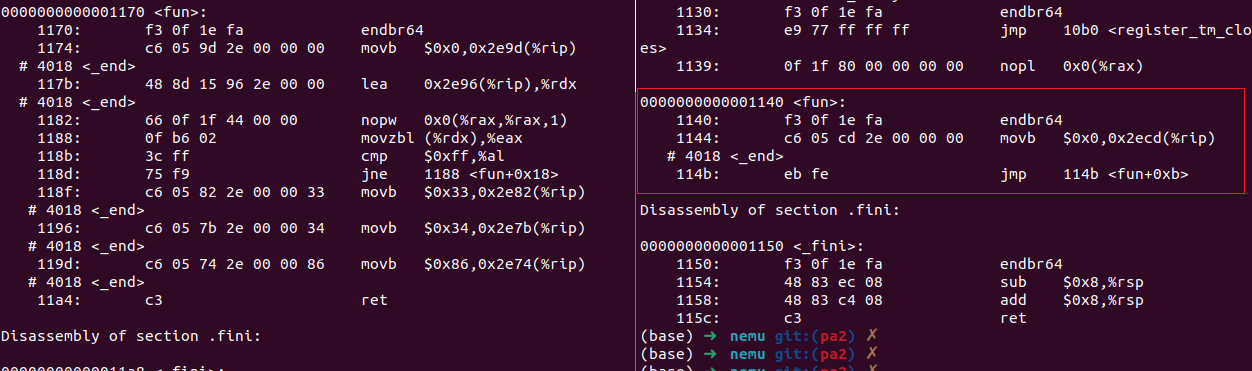 0000000000001170 <fun>:
    1170:	f3 0f 1e fa          	endbr64
    1174:	c6 05 9d 2e 00 00 00 	movb   $0x0,0x2e9d(%rip)
  # 4018 <_end>
    117b:	48 8d 15 96 2e 00 00 	lea    0x2e96(%rip),%rdx
  # 4018 <_end>
    1182:	66 0f 1f 44 00 00    	nopw   0x0(%rax,%rax,1)
    1188:	0f b6 02             	movzbl (%rdx),%eax
    118b:	3c ff                	cmp    $0xff,%al
    118d:	75 f9                	jne    1188 <fun+0x18>
    118f:	c6 05 82 2e 00 00 33 	movb   $0x33,0x2e82(%rip)
   # 4018 <_end>
    1196:	c6 05 7b 2e 00 00 34 	movb   $0x34,0x2e7b(%rip)
   # 4018 <_end>
    119d:	c6 05 74 2e 00 00 86 	movb   $0x86,0x2e74(%rip)
   # 4018 <_end>
    11a4:	c3                   	ret
Disassembly of section .fini:
00000000000011a8 <_fini>:
    1130:	f3 0f 1e fa          	endbr64
    1134:	e9 77 ff ff ff       	jmp    10b0 <register_tm_clo
es>
    1139:	0f 1f 80 00 00 00 00 	nopl   0x0(%rax)
0000000000001140 <fun>:
    1140:	f3 0f 1e fa          	endbr64
    1144:	c6 05 cd 2e 00 00 00 	movb   $0x0,0x2ecd(%rip)
   # 4018 <_end>
    114b:	eb fe                	jmp    114b <fun+0xb>
Disassembly of section .fini:
0000000000001150 <_fini>:
    1150:	f3 0f 1e fa          	endbr64
    1154:	48 83 ec 08          	sub    $0x8,%rsp
    1158:	48 83 c4 08          	add    $0x8,%rsp
    115c:	c3                   	ret
(base) ➜  nemu git:(pa2) ✗
(base) ➜  nemu git:(pa2) ✗
(base) ➜  nemu git:(pa2) ✗